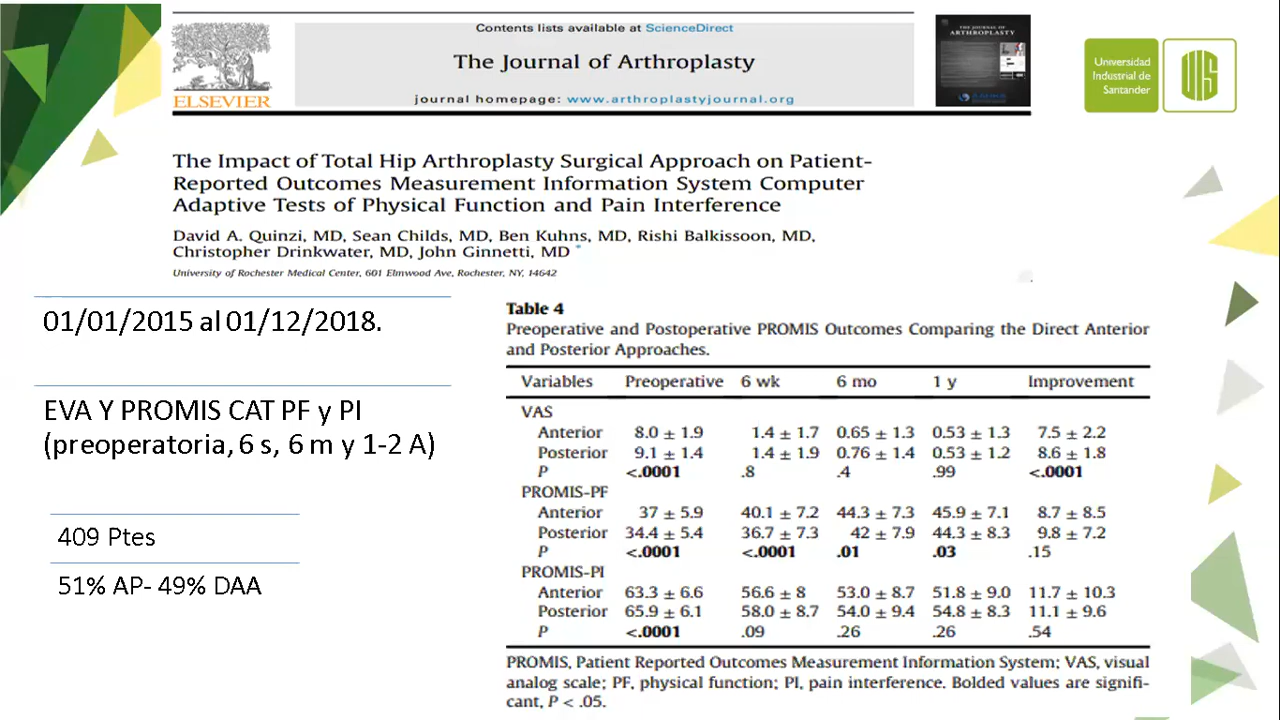 Contents lists available at ScienceDirect
The Journal of Arthroplasty
journal homepage: www.arthroplastyjournal.org
ELSEVIER
THE JOURNAL OF
ARTHROPLASTY
Universidad
Industrial de
Santander
UIS
The Impact of Total Hip Arthroplasty Surgical Approach on Patient-
Reported Outcomes Measurement Information System Computer
Adaptive Tests of Physical Function and Pain Interference
David A. Quinzi, MD, Sean Childs, MD, Ben Kuhns, MD, Rishi Balkissoon, MD,
Christopher Drinkwater, MD, John Ginnetti, MD *
University of Rochester Medical Center, 601 Elmwood Ave, Rochester, NY, 14642
01/01/2015 al 01/12/2018.
EVA Y PROMIS CAT PF y PI
(preoperatoria, 6 s, 6 m y 1-2 A)
409 Ptes
51% AP- 49% DAA
Table 4
Preoperative and Postoperative PROMIS Outcomes Comparing the Direct Anterior
and Posterior Approaches.
Variables Preoperative 6 wk 6 mo 1 y Improvement
VAS
Anterior 8.0 ± 1.9 1.4 ± 1.7 0.65 ± 1.3 0.53 ± 1.3 7.5 ± 2.2
Posterior 9.1 ± 1.4 1.4 ± 1.9 0.76 ± 1.4 0.53 ± 1.2 8.6 ± 1.8
P <.0001 .8 .4 .99 <.0001
PROMIS-PF
Anterior 37 ± 5.9 40.1 ± 7.2 44.3 ± 7.3 45.9 ± 7.1 8.7 ± 8.5
Posterior 34.4 ± 5.4 36.7 ± 7.3 42 ± 7.9 44.3 ± 8.3 9.8 ± 7.2
P <.0001 <.0001 .01 .03 .15
PROMIS-PI
Anterior 63.3 ± 6.6 56.6 ± 8 53.0 ± 8.7 51.8 ± 9.0 11.7 ± 10.3
Posterior 65.9 ± 6.1 58.0 ± 8.7 54.0 ± 9.4 54.8 ± 8.3 11.1 ± 9.6
P <.0001 .09 .26 .26 .54
PROMIS, Patient Reported Outcomes Measurement Information System; VAS, visual
analog scale; PF, physical function; PI, pain interference. Bolded values are signifi-
cant, P < .05.